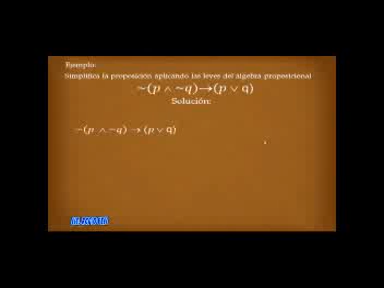 Ejemplo:
Simplifica la proposición aplicando las leyes del álgebra proposicional
~(p ∧ ~q)→(p ∨ q)
Solución:
~(p ∧ ~q) → (p ∨ q)